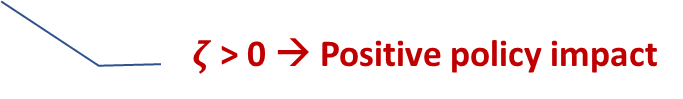 ζ > 0 → Positive policy impact